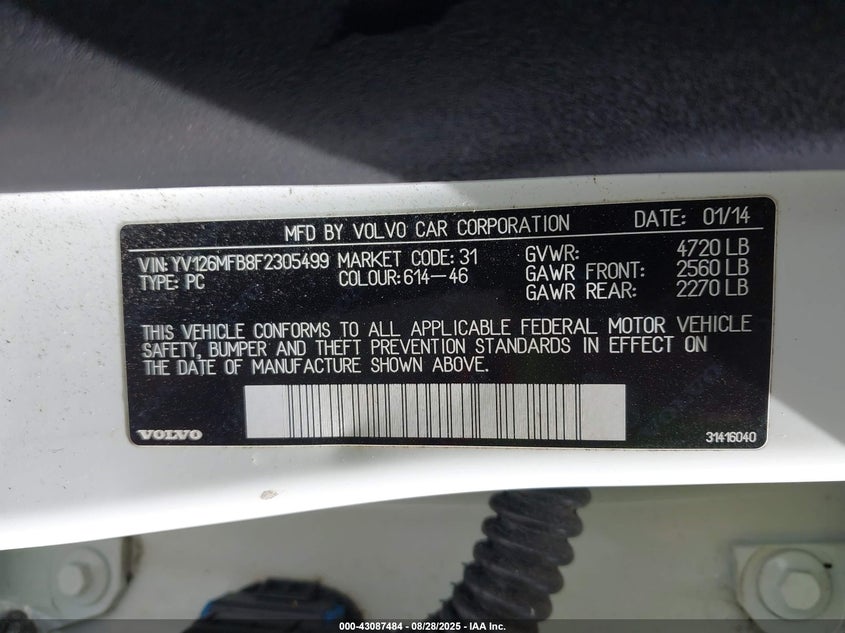 MFD BY VOLVO CAR CORPORATION DATE: 01/14
VIN: YV126MFB8F2305499 MARKET CODE: 31 GVWR: 4720 LB
TYPE: PC COLOUR: 614-46 GAWR FRONT: 2560 LB
GAWR REAR: 2270 LB
THIS VEHICLE CONFORMS TO ALL APPLICABLE FEDERAL MOTOR VEHICLE
SAFETY, BUMPER AND THEFT PREVENTION STANDARDS IN EFFECT ON
THE DATE OF MANUFACTURE SHOWN ABOVE.
VOLVO 31416040
000-43087484 - 08/28/2025 - IAA Inc.